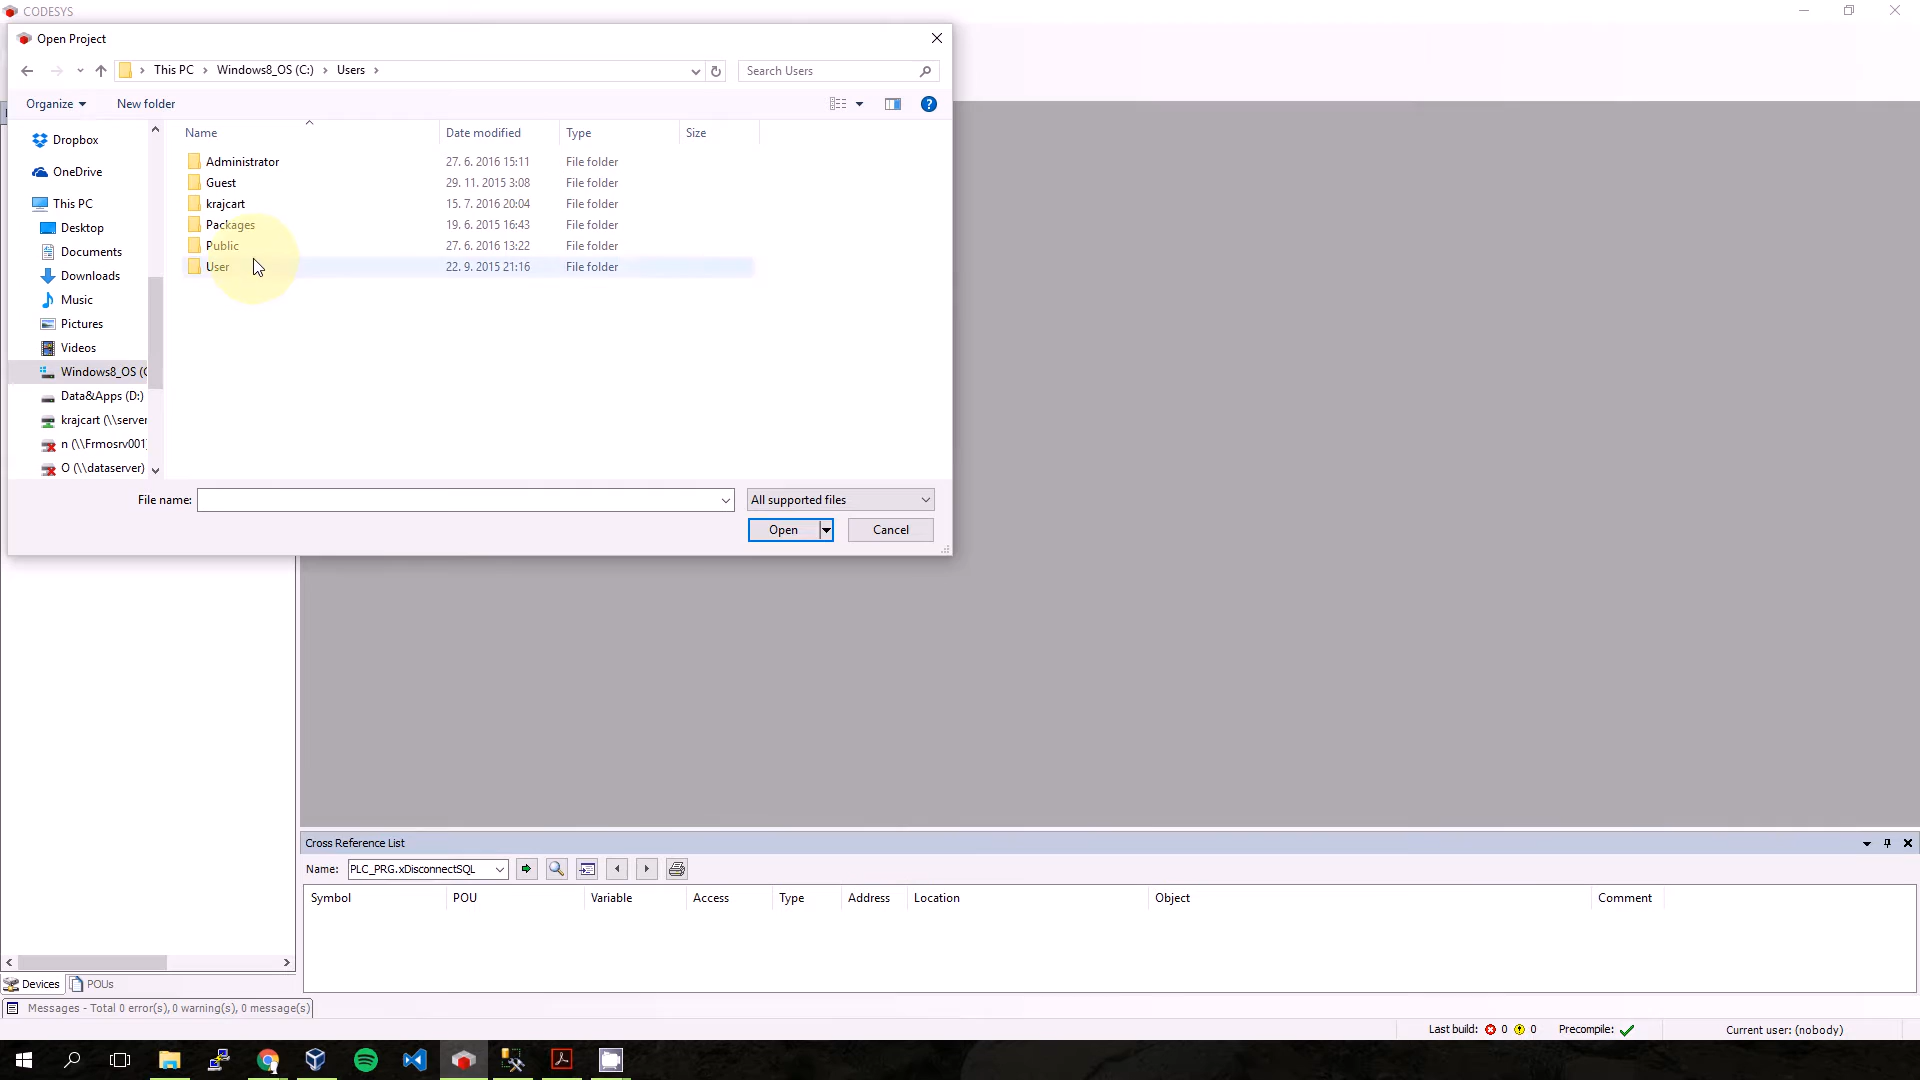 CODESYS
Open Project
This PC Windows8_OS (C:) Users
Search Users
Organize New folder
Name Date modified Type Size
Dropbox
OneDrive
This PC
Desktop
Documents
Downloads
Music
Pictures
Videos
Windows8_OS (C
Data&Apps (D:)
krajcart (\\server
n (\\Frmosrv001
O (\\dataserver)
Administrator 27. 6. 2016 15:11 File folder
Guest 29. 11. 2015 3:08 File folder
krajcart 15. 7. 2016 20:04 File folder
Packages 19. 6. 2015 16:43 File folder
Public 27. 6. 2016 13:22 File folder
User 22. 9. 2015 21:16 File folder
File name: All supported files
Open Cancel
Cross Reference List
Name: PLC_PRG.xDisconnectSQL
Symbol POU Variable Access Type Address Location Object Comment
Devices POUs
Messages - Total 0 error(s), 0 warning(s), 0 message(s)
Last build: 0 0 Precompile: Current user: (nobody)